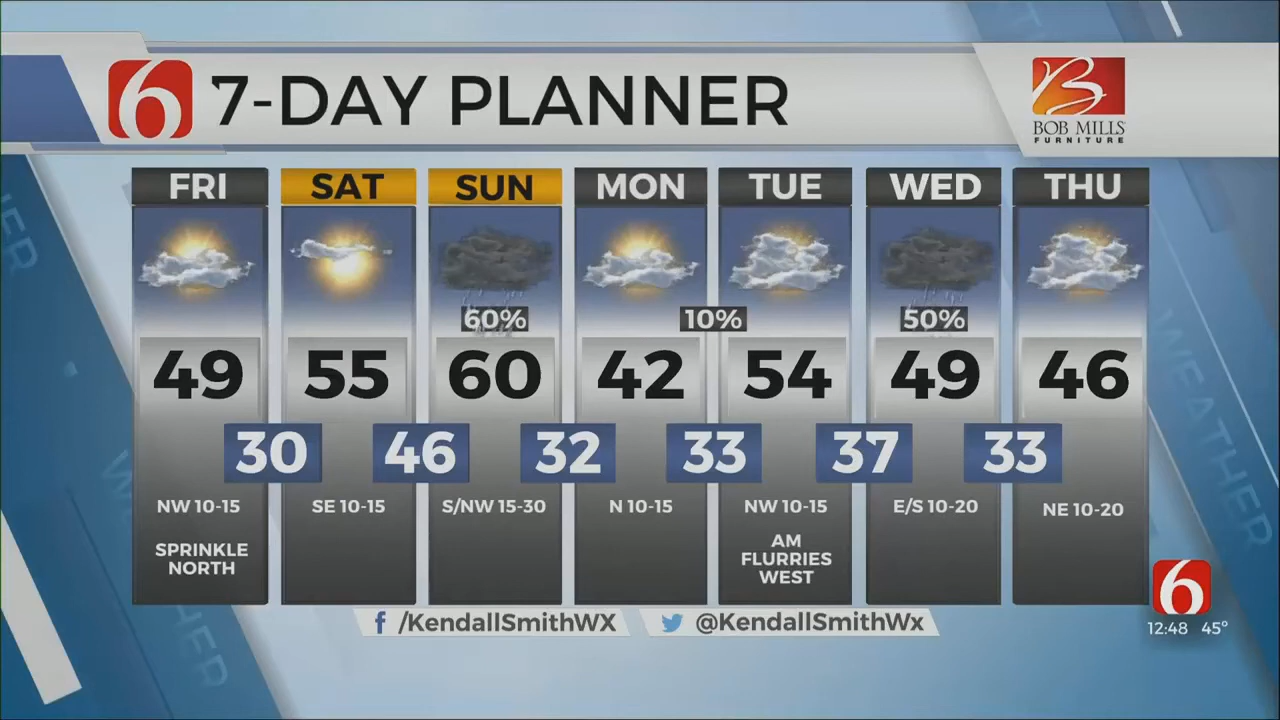 6 7-DAY PLANNER
B
BOB MILLS
FURNITURE
FRI SAT SUN MON TUE WED THU
60% 10% 50%
49 55 60 42 54 49 46
30 46 32 33 37 33
NW 10-15 SE 10-15 S/NW 15-30 N 10-15 NW 10-15 E/S 10-20 NE 10-20
SPRINKLE
NORTH
AM
FLURRIES
WEST
f /KendallSmithWX @KendallSmithWx
6
12:48 45°
WEATHER